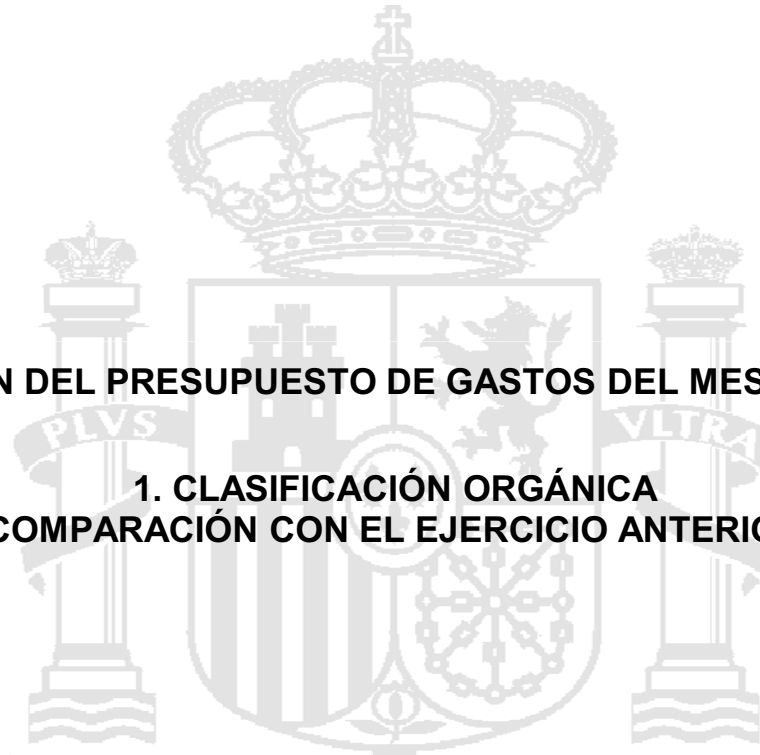 N DEL PRESUPUESTO DE GASTOS DEL MES
PLVS VLTRA
1. CLASIFICACIÓN ORGÁNICA
COMPARACIÓN CON EL EJERCICIO ANTERIO